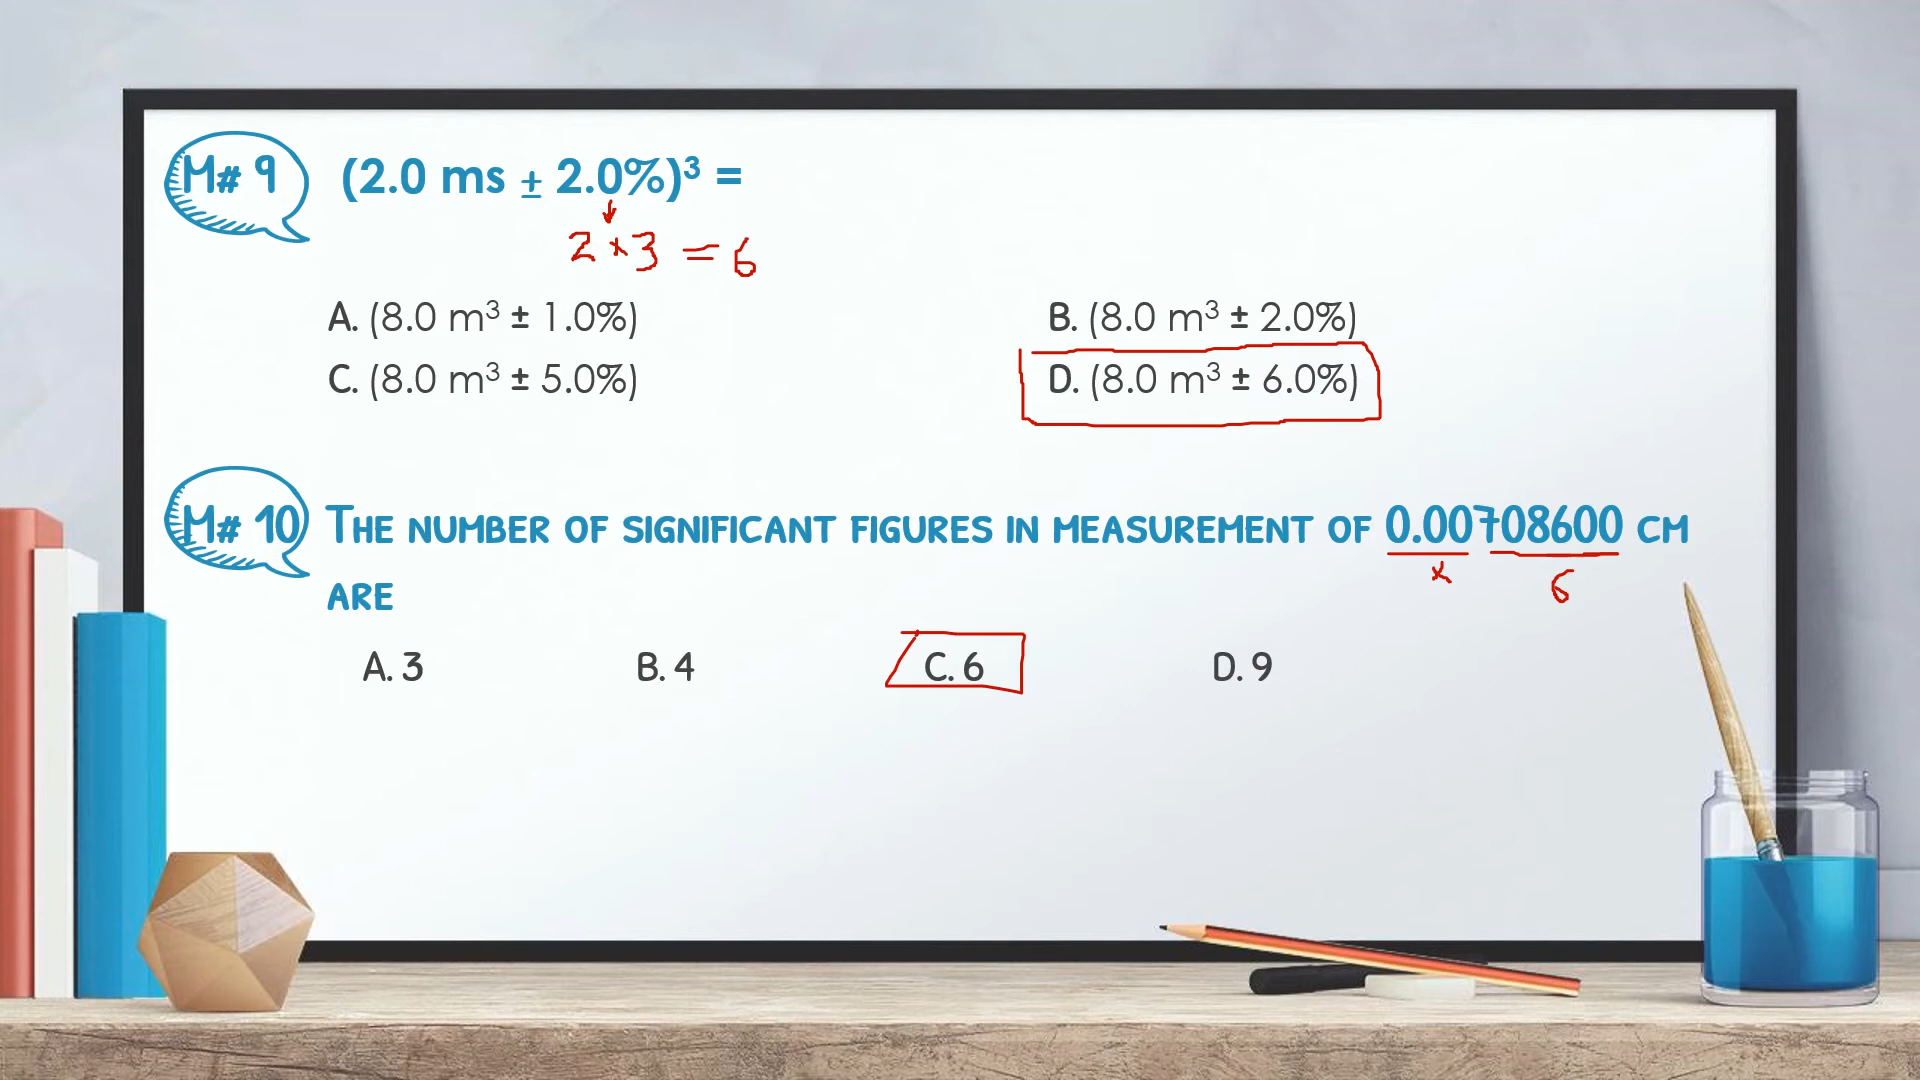 M# 9 (2.0 ms ± 2.0%)³ =
2 × 3 = 6
A. (8.0 m³ ± 1.0%) B. (8.0 m³ ± 2.0%)
C. (8.0 m³ ± 5.0%) D. (8.0 m³ ± 6.0%)
M# 10 THE NUMBER OF SIGNIFICANT FIGURES IN MEASUREMENT OF 0.00708600 CM
x 6
ARE
A. 3 B. 4 C. 6 D. 9